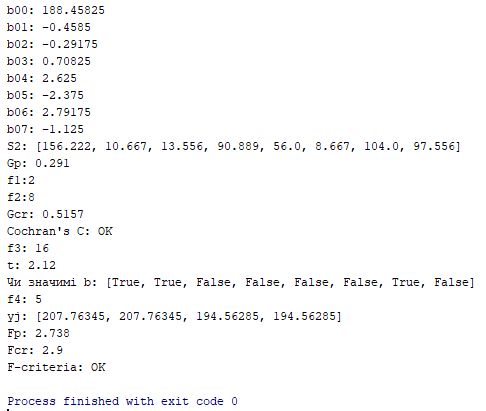 b00: 188.45825
b01: -0.4585
b02: -0.29175
b03: 0.70825
b04: 2.625
b05: -2.375
b06: 2.79175
b07: -1.125
S2: [156.222, 10.667, 13.556, 90.889, 56.0, 8.667, 104.0, 97.556]
Gp: 0.291
f1:2
f2:8
Gcr: 0.5157
Cochran's C: OK
f3: 16
t: 2.12
Чи значимі b: [True, True, False, False, False, False, True, False]
f4: 5
yj: [207.76345, 207.76345, 194.56285, 194.56285]
Fp: 2.738
Fcr: 2.9
F-criteria: OK
Process finished with exit code 0